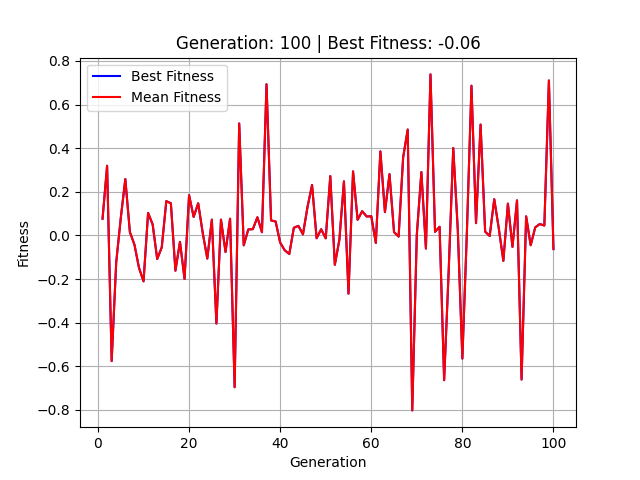 Generation: 100 | Best Fitness: -0.06
Best Fitness
Mean Fitness
0.8
0.6
0.4
0.2
0.0
−0.2
−0.4
−0.6
−0.8
Fitness
0 20 40 60 80 100
Generation